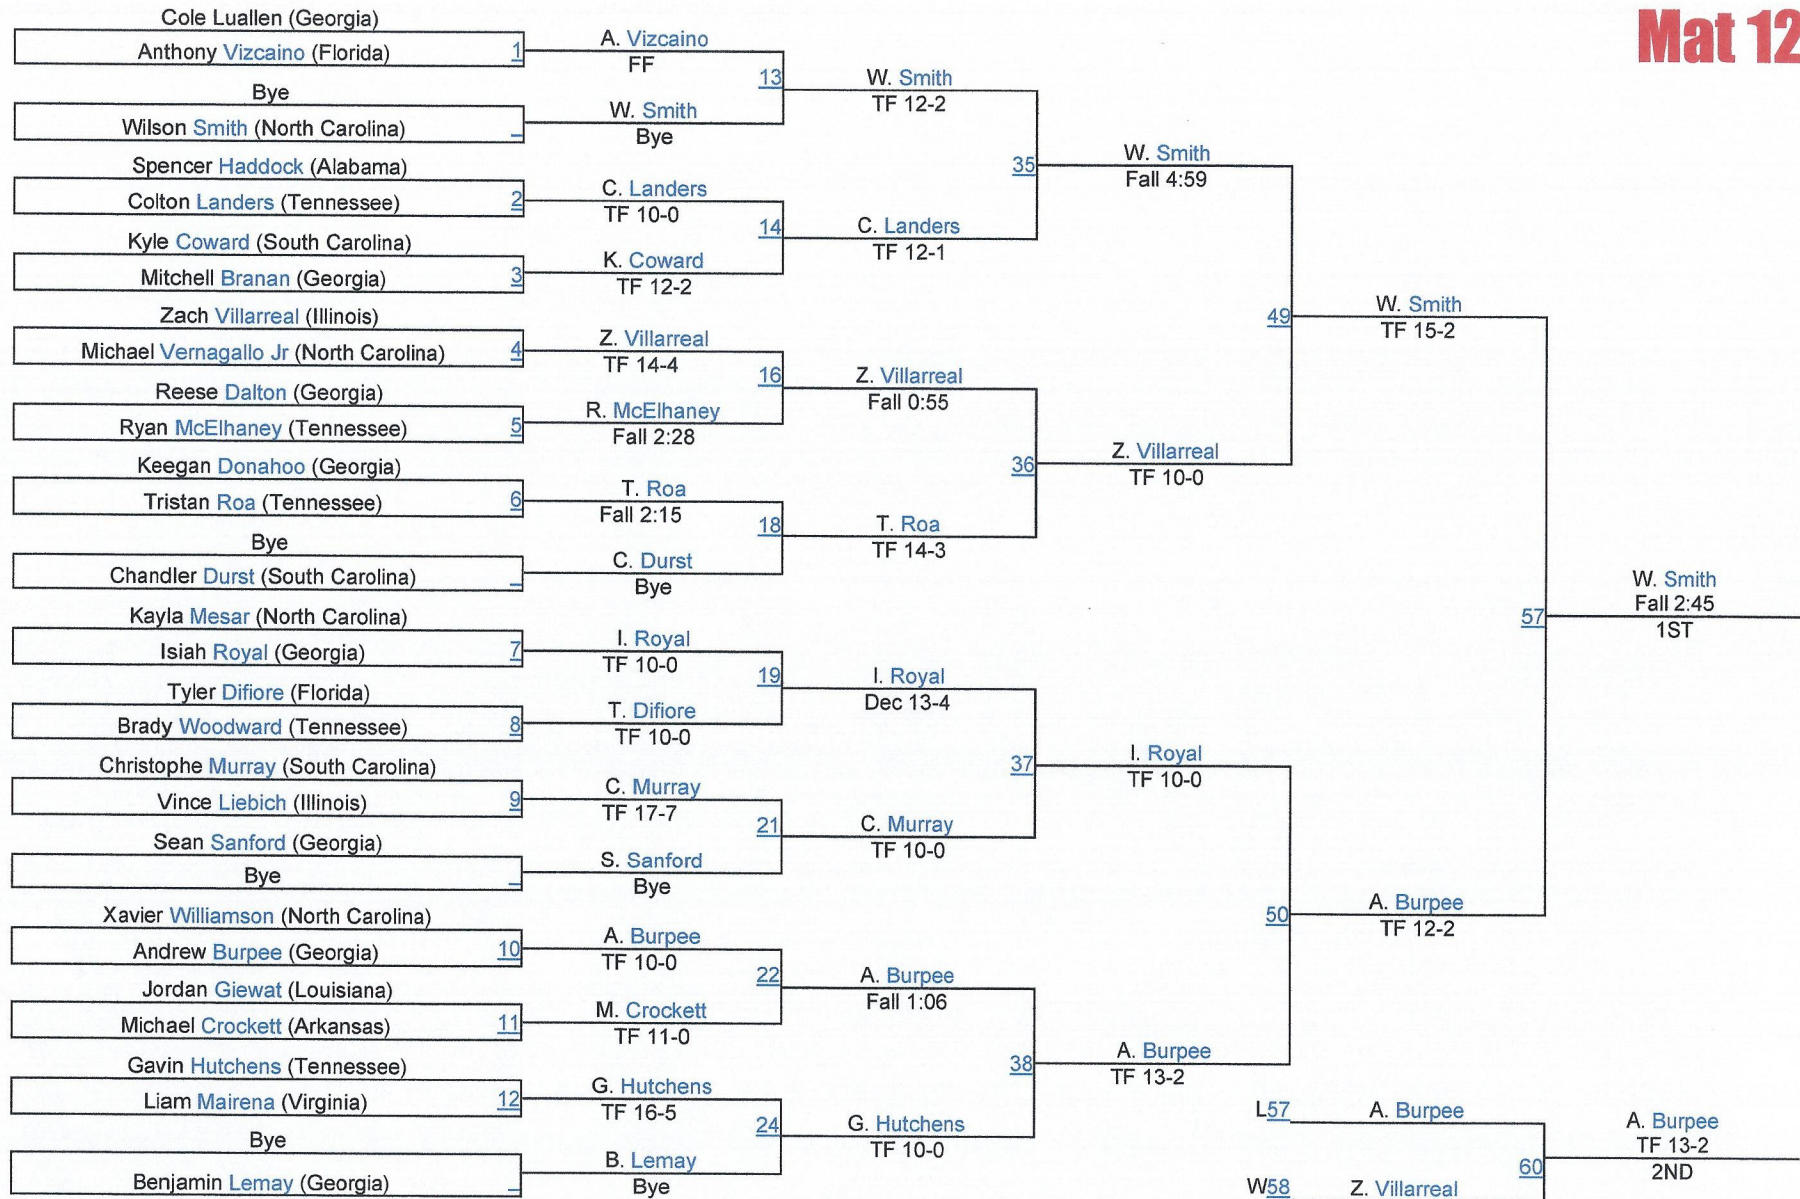 Mat 12
Cole Luallen (Georgia)
Anthony Vizcaino (Florida)
1
Bye
Wilson Smith (North Carolina)
Spencer Haddock (Alabama)
Colton Landers (Tennessee)
2
Kyle Coward (South Carolina)
Mitchell Branan (Georgia)
3
Zach Villarreal (Illinois)
Michael Vernagallo Jr (North Carolina)
4
Reese Dalton (Georgia)
Ryan McElhaney (Tennessee)
5
Keegan Donahoo (Georgia)
Tristan Roa (Tennessee)
6
Bye
Chandler Durst (South Carolina)
Kayla Mesar (North Carolina)
Isiah Royal (Georgia)
7
Tyler Difiore (Florida)
Brady Woodward (Tennessee)
8
Christophe Murray (South Carolina)
Vince Liebich (Illinois)
9
Sean Sanford (Georgia)
Bye
Xavier Williamson (North Carolina)
Andrew Burpee (Georgia)
10
Jordan Giewat (Louisiana)
Michael Crockett (Arkansas)
11
Gavin Hutchens (Tennessee)
Liam Mairena (Virginia)
12
Bye
Benjamin Lemay (Georgia)
A. Vizcaino
FF
13
W. Smith
Bye
C. Landers
TF 10-0
14
K. Coward
TF 12-2
Z. Villarreal
TF 14-4
16
R. McElhaney
Fall 2:28
T. Roa
Fall 2:15
18
C. Durst
Bye
I. Royal
TF 10-0
19
T. Difiore
TF 10-0
C. Murray
TF 17-7
21
S. Sanford
Bye
A. Burpee
TF 10-0
22
M. Crockett
TF 11-0
G. Hutchens
TF 16-5
24
B. Lemay
Bye
W. Smith
TF 12-2
35
C. Landers
TF 12-1
Z. Villarreal
Fall 0:55
36
T. Roa
TF 14-3
I. Royal
Dec 13-4
37
C. Murray
TF 10-0
A. Burpee
Fall 1:06
38
G. Hutchens
TF 10-0
W. Smith
Fall 4:59
49
Z. Villarreal
TF 10-0
I. Royal
TF 10-0
50
A. Burpee
TF 13-2
W. Smith
TF 15-2
57
A. Burpee
TF 12-2
W. Smith
Fall 2:45
1ST
L57
A. Burpee
60
W58
Z. Villarreal
A. Burpee
TF 13-2
2ND